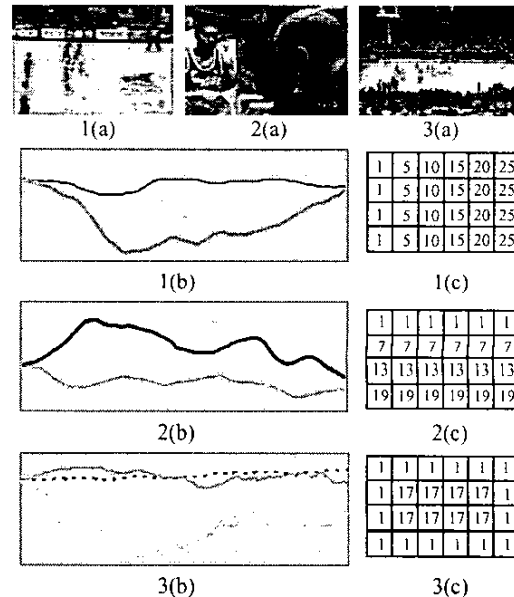 1(a) 2(a) 3(a)
1 5 10 15 20 25
1 5 10 15 20 25
1 5 10 15 20 25
1 5 10 15 20 25
1(b) 1(c)
1 1 1 1 1 1
7 7 7 7 7 7
13 13 13 13 13 13
19 19 19 19 19 19
2(b) 2(c)
1 1 1 1 1 1
1 17 17 17 17 1
1 17 17 17 17 1
1 1 1 1 1 1
3(b) 3(c)